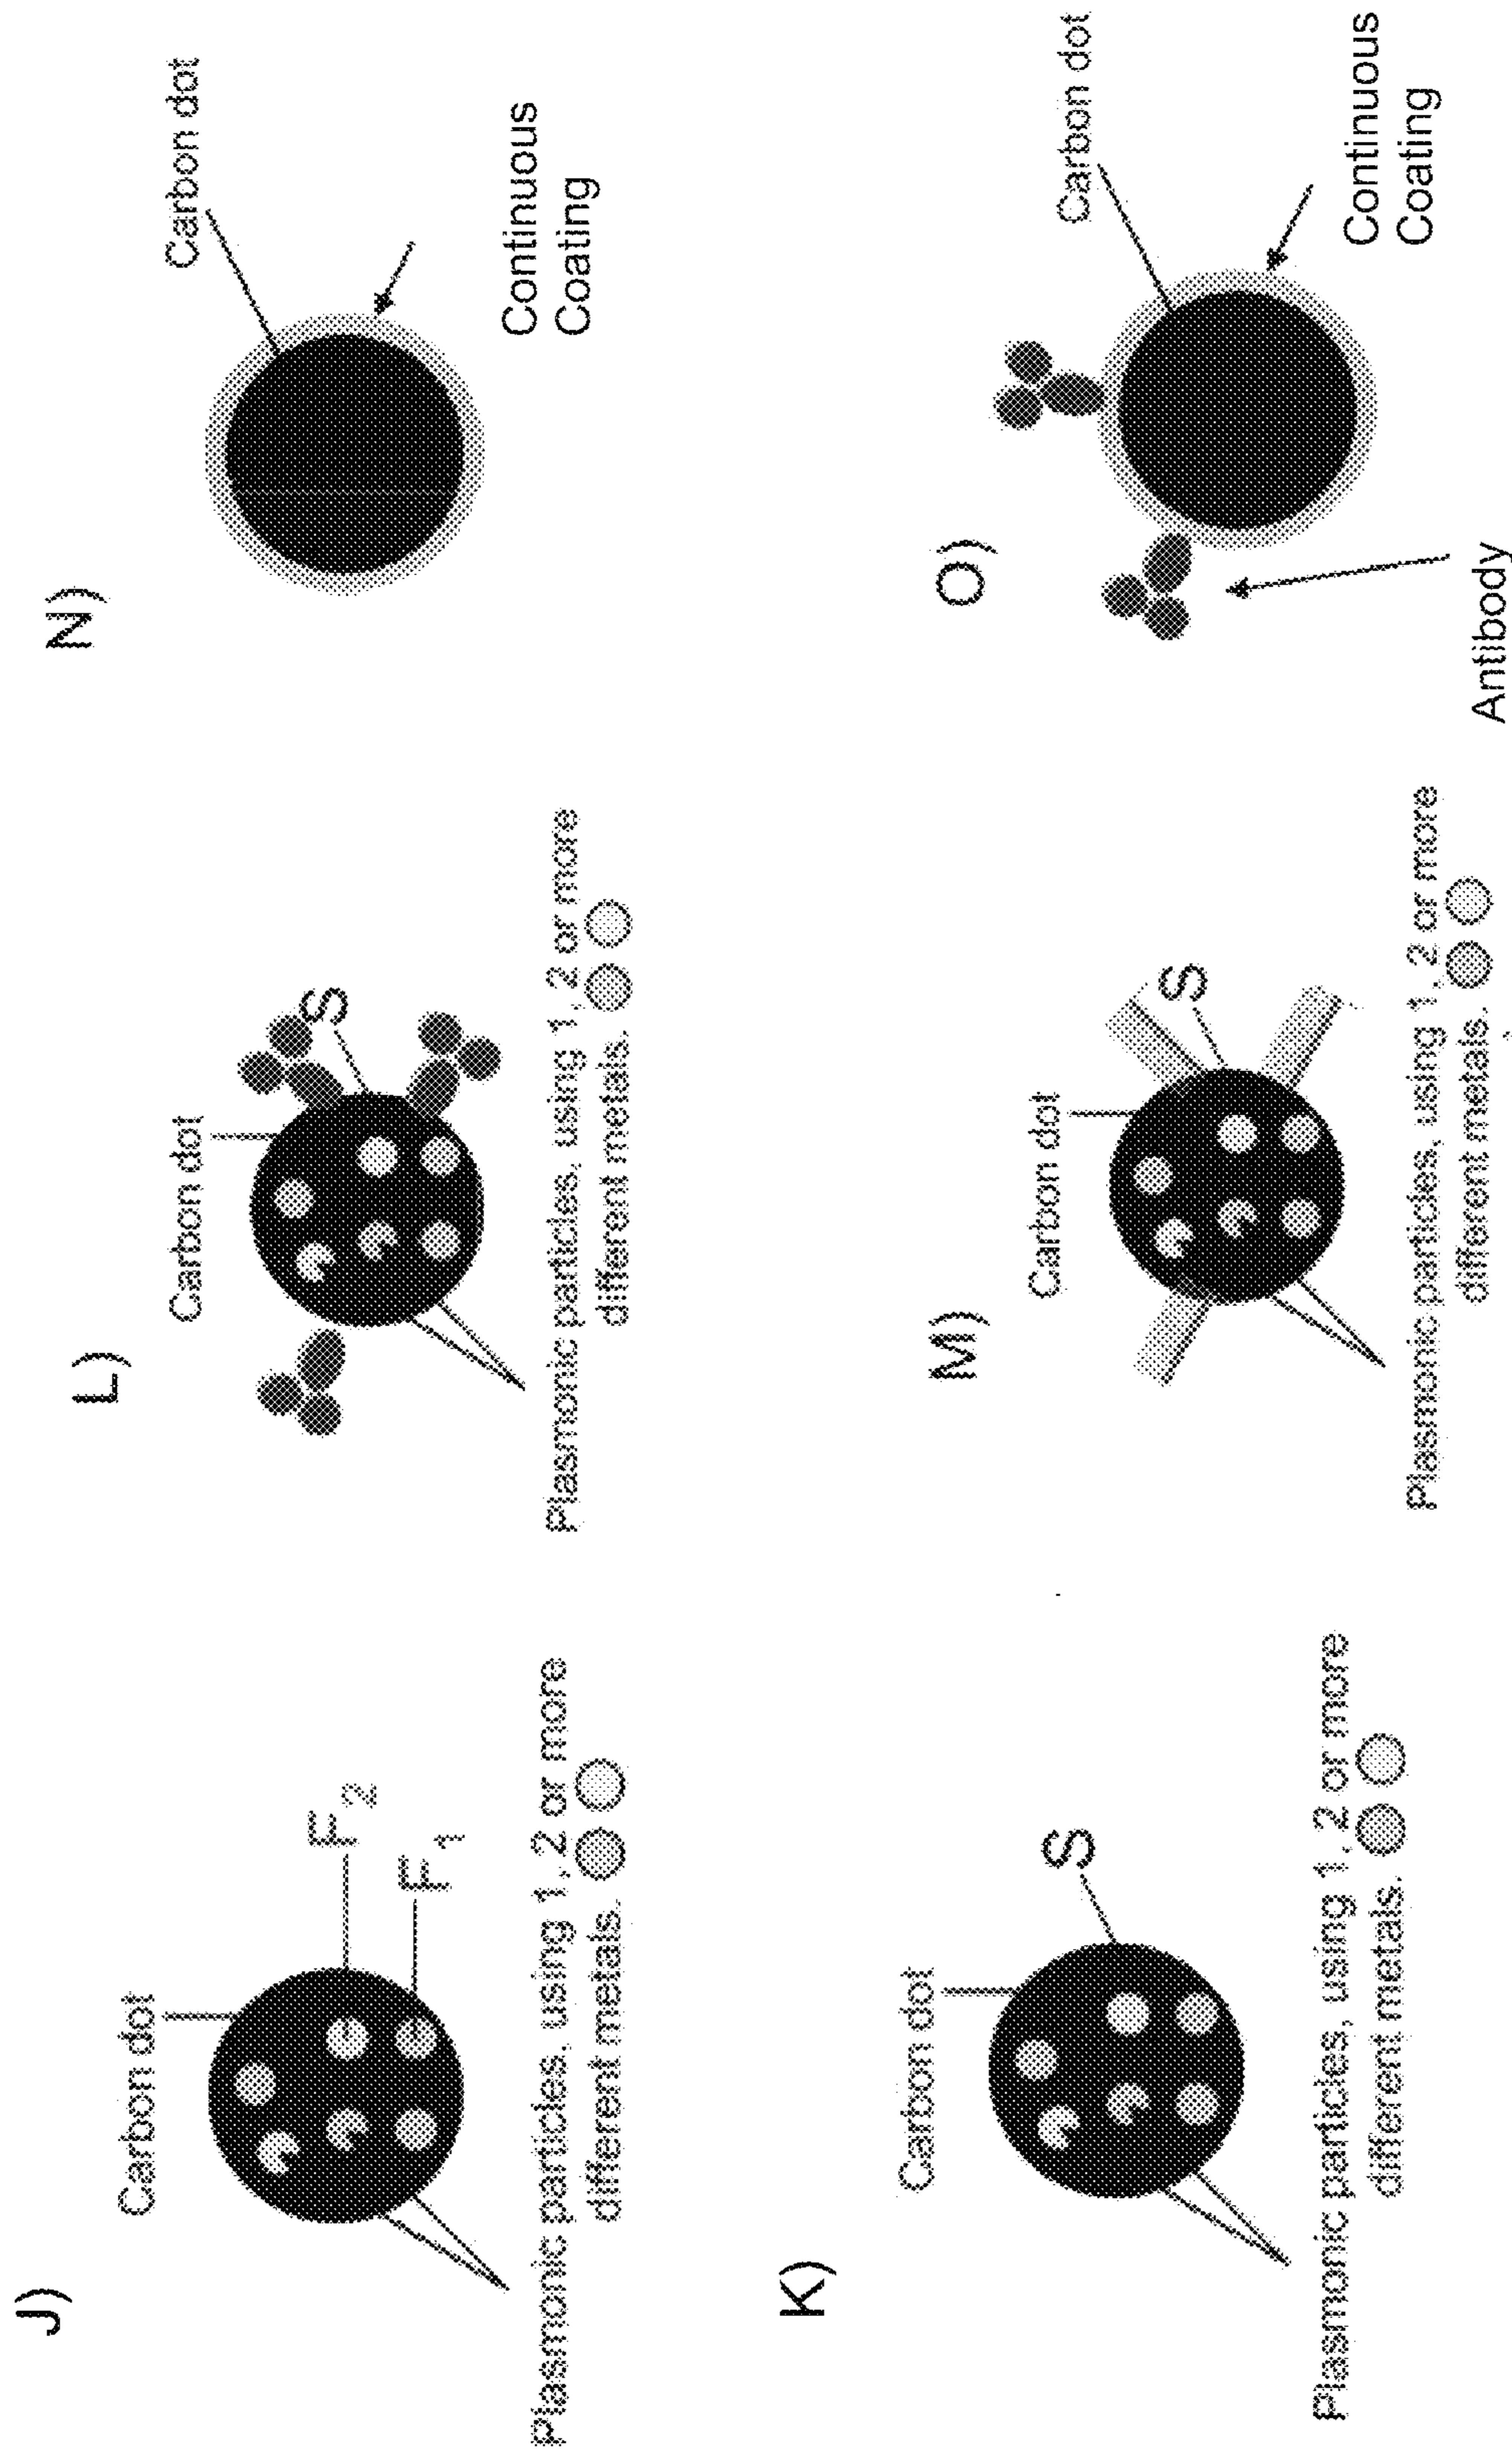 J)
Carbon dot
F2
F1
Plasmonic particles, using 1, 2 or more
different metals.
K)
Carbon dot
S
Plasmonic particles, using 1, 2 or more
different metals.
L)
Carbon dot
S
Plasmonic particles, using 1, 2 or more
different metals.
M)
Carbon dot
S
Plasmonic particles, using 1, 2 or more
different metals.
N)
Carbon dot
Continuous
Coating
O)
Carbon dot
Continuous
Coating
Antibody